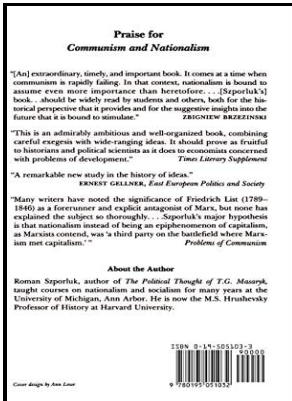 Praise for
Communism and Nationalism
"[An] extraordinary, timely, and important book. It comes at a time when
communism is rapidly failing. In that context, nationalism is bound to
assume even more importance than heretofore. . . .[Szporluk's]
book. . .should be widely read by students and others, both for the his-
torical perspective that it provides and for the suggestive insights into the
future that it is bound to stimulate."
ZBIGNIEW BRZEZINSKI
"This is an admirably ambitious and well-organized book, combining
careful exegesis with wide-ranging ideas. It should prove as fruitful
to historians and political scientists as it does to economists concerned
with problems of development."
Times Literary Supplement
"A remarkable new study in the history of ideas."
ERNEST GELLNER, East European Politics and Society
"Many writers have noted the significance of Friedrich List (1789–
1846) as a forerunner and explicit antagonist of Marx, but none has
explained the subject so thoroughly. . . .Szporluk's major hypothesis
is that nationalism instead of being an epiphenomenon of capitalism,
as Marxists contend, was 'a third party on the battlefield where Marx-
ism met capitalism.' "
Problems of Communism
About the Author
Roman Szporluk, author of The Political Thought of T.G. Masaryk,
taught courses on nationalism and socialism for many years at the
University of Michigan, Ann Arbor. He is now the M.S. Hrushevsky
Professor of History at Harvard University.
ISBN 0-19-505103-3
90000
9 780195 051032
Cover design by Ann Lowe